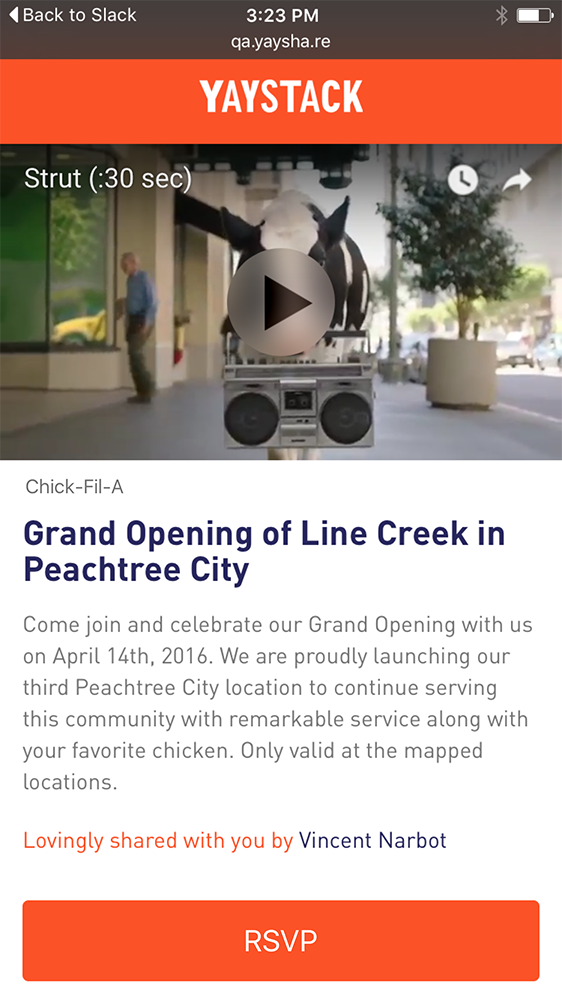 Back to Slack
3:23 PM
qa.yaysha.re
YAYSTACK
Strut (:30 sec)
Chick-Fil-A
Grand Opening of Line Creek in
Peachtree City
Come join and celebrate our Grand Opening with us
on April 14th, 2016. We are proudly launching our
third Peachtree City location to continue serving
this community with remarkable service along with
your favorite chicken. Only valid at the mapped
locations.
Lovingly shared with you by Vincent Narbot
RSVP